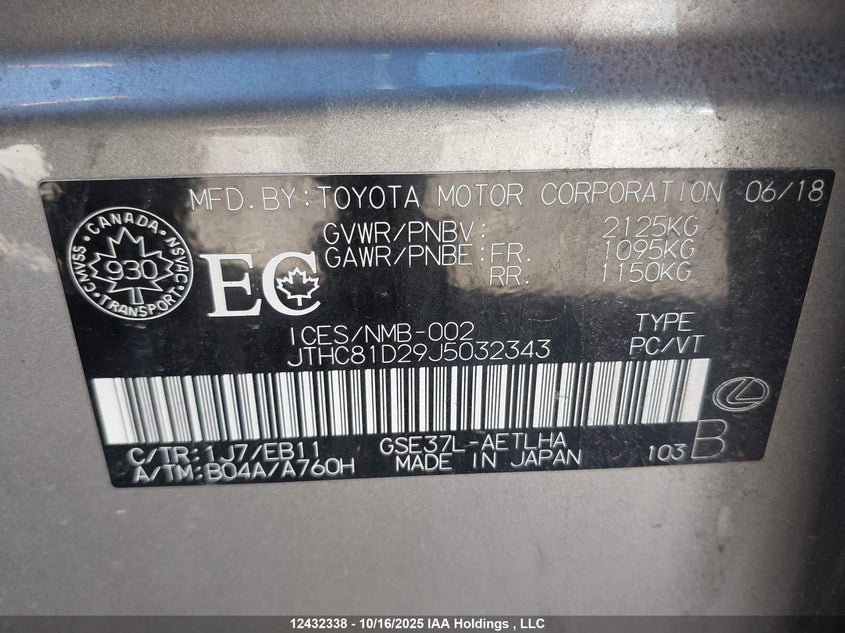 MFD.BY:TOYOTA MOTOR CORPORATION 06/18
GVWR/PNBV: 2125KG
GAWR/PNBE:FR. 1095KG
RR. 1150KG
CANADA
CMVSS NSVAC
930
TRANSPORT
EC
ICES/NMB-002
JTHC81D29J5032343
TYPE
PC/VT
C/TR:1J7/EB11
A/TM:B04A/A760H
GSE37L-AETLHA
MADE IN JAPAN
103 B
12432338 - 10/16/2025 IAA Holdings , LLC